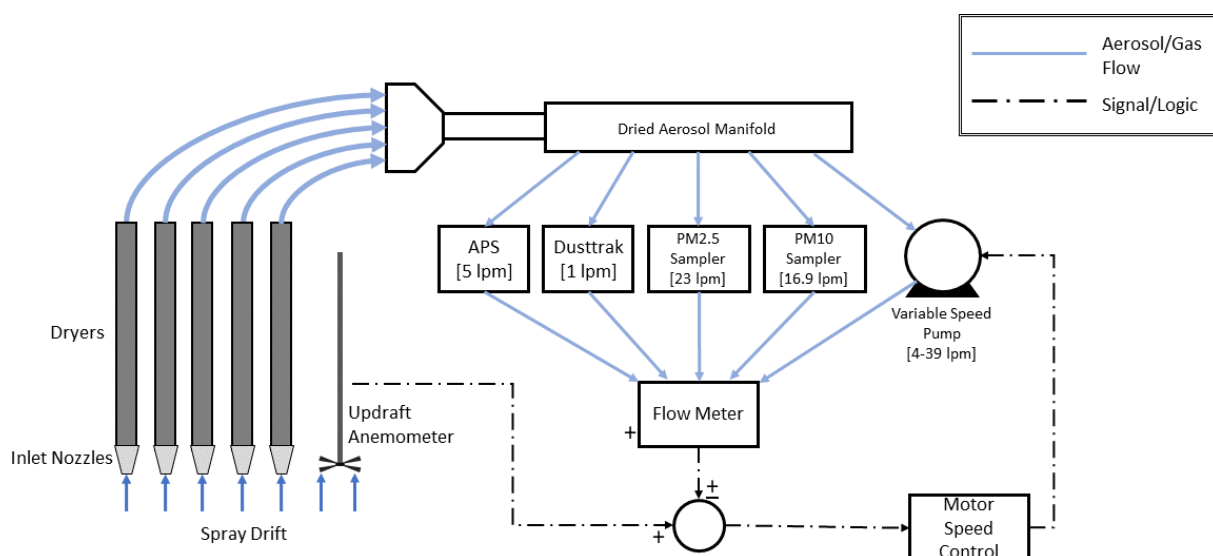 Aerosol/Gas
Flow
Signal/Logic
Dried Aerosol Manifold
APS
[5 lpm]
Dusttrak
[1 lpm]
PM2.5
Sampler
[23 lpm]
PM10
Sampler
[16.9 lpm]
Variable Speed
Pump
[4-39 lpm]
Dryers
Updraft
Anemometer
Flow Meter
+
Inlet Nozzles
±
+
Spray Drift
Motor
Speed
Control